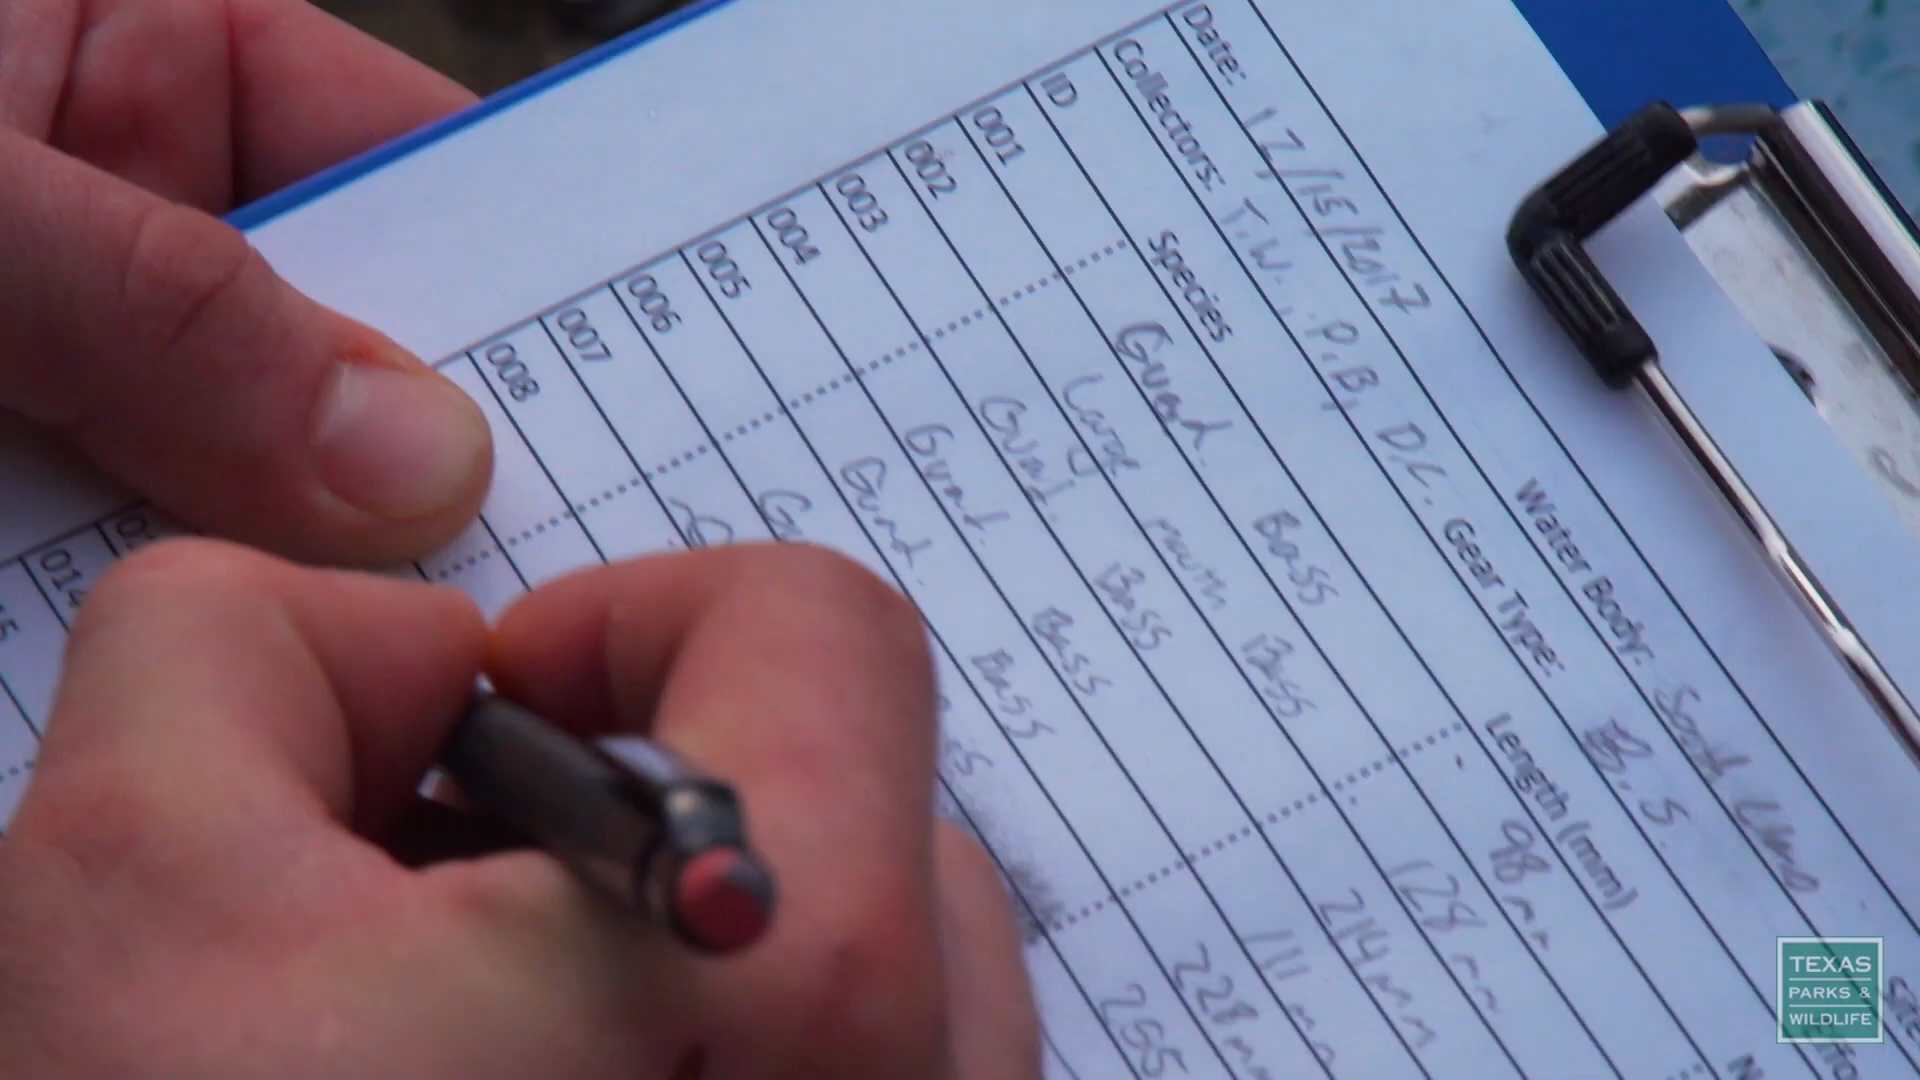 Date: 12/15/2017 Water Body: South Llano Site
Collectors: T.W., P.B, D.L. Gear Type: B.S.
ID Species Length (mm)
001 Guad. Bass 98 mm
002 Large mouth Bass 128 mm
003 Guad. Bass 214 mm
004 Guad. Bass 111 mm
005 Guad. Bass 228 mm
006 255
007
008
014
TEXAS
PARKS &
WILDLIFE